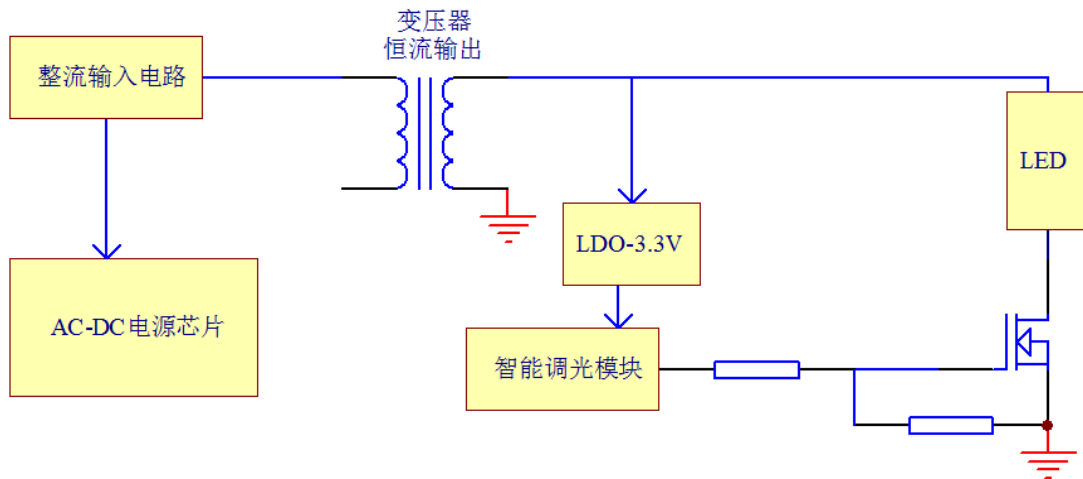 变压器
恒流输出
整流输入电路
LED
LDO-3.3V
AC-DC电源芯片
智能调光模块